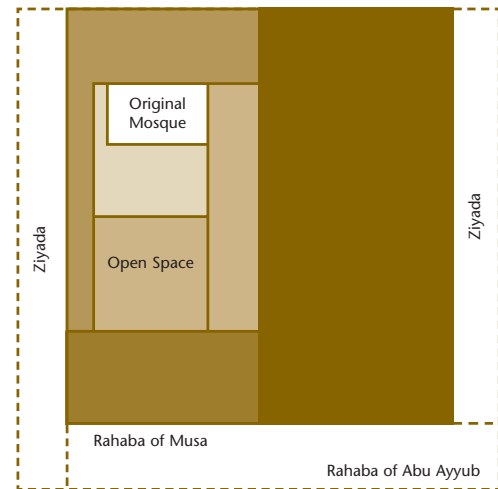 Original
Mosque
Ziyada
Open Space
Ziyada
Rahaba of Musa
Rahaba of Abu Ayyub